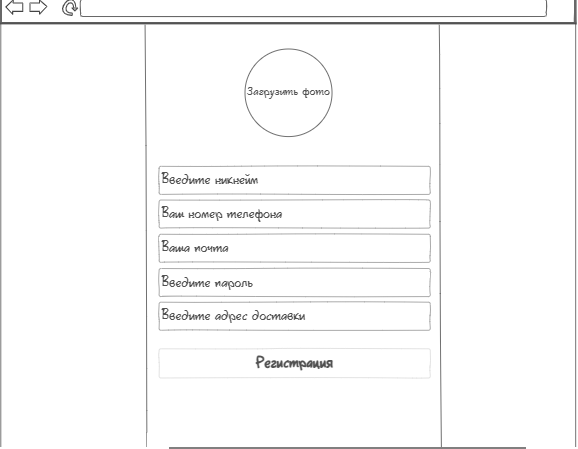 Загрузить фото
Введите никнейм
Ваш номер телефона
Ваша почта
Введите пароль
Введите адрес доставки
Регистрация